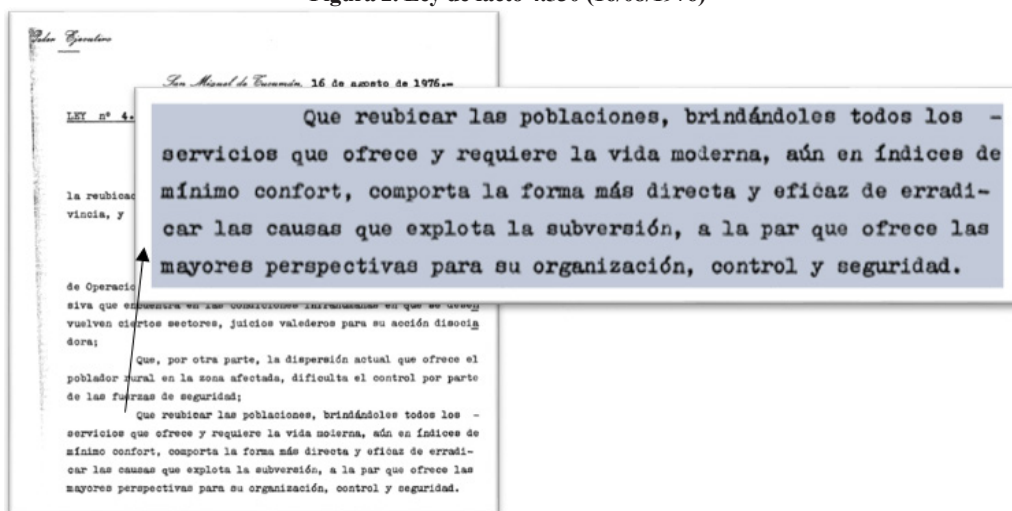 Poder Ejecutivo
San Miguel de Tucumán, 16 de agosto de 1976.-
LEY nº 4.
la reubicac
vincia, y
de Operacio
vuelven ciertos sectores, juicios valederos para su acción disocia
dora;
Que, por otra parte, la dispersión actual que ofrece el
poblador rural en la zona afectada, dificulta el control por parte
de las fuerzas de seguridad;
Que reubicar las poblaciones, brindándoles todos los -
servicios que ofrece y requiere la vida moderna, aún en índices de
mínimo confort, comporta la forma más directa y eficaz de erradi-
car las causas que explota la subversión, a la par que ofrece las
mayores perspectivas para su organización, control y seguridad.
Que reubicar las poblaciones, brindándoles todos los -
servicios que ofrece y requiere la vida moderna, aún en índices de
mínimo confort, comporta la forma más directa y eficaz de erradi-
car las causas que explota la subversión, a la par que ofrece las
mayores perspectivas para su organización, control y seguridad.